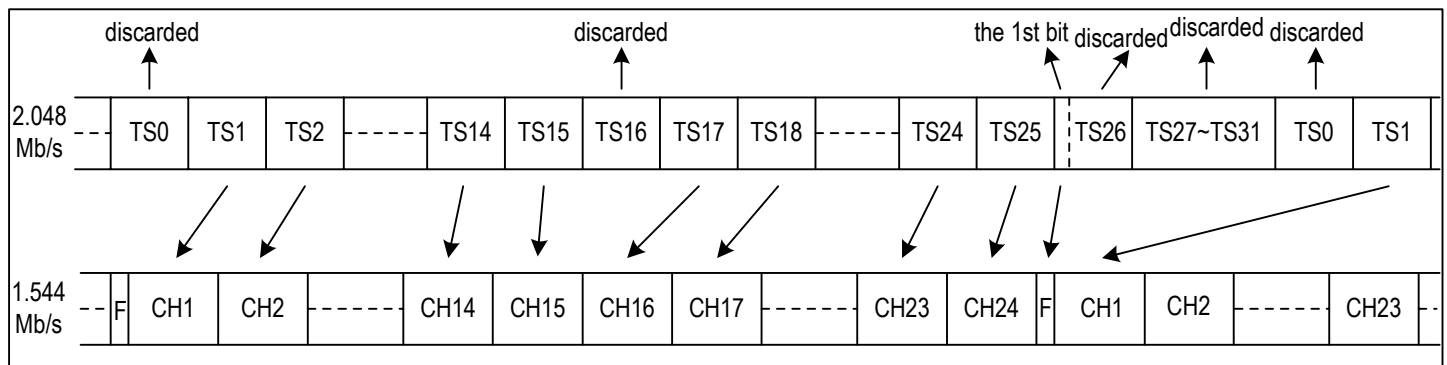 discarded discarded the 1st bit discarded discarded discarded
2.048 Mb/s TS0 TS1 TS2 TS14 TS15 TS16 TS17 TS18 TS24 TS25 TS26 TS27~TS31 TS0 TS1
1.544 Mb/s F CH1 CH2 CH14 CH15 CH16 CH17 CH23 CH24 F CH1 CH2 CH23